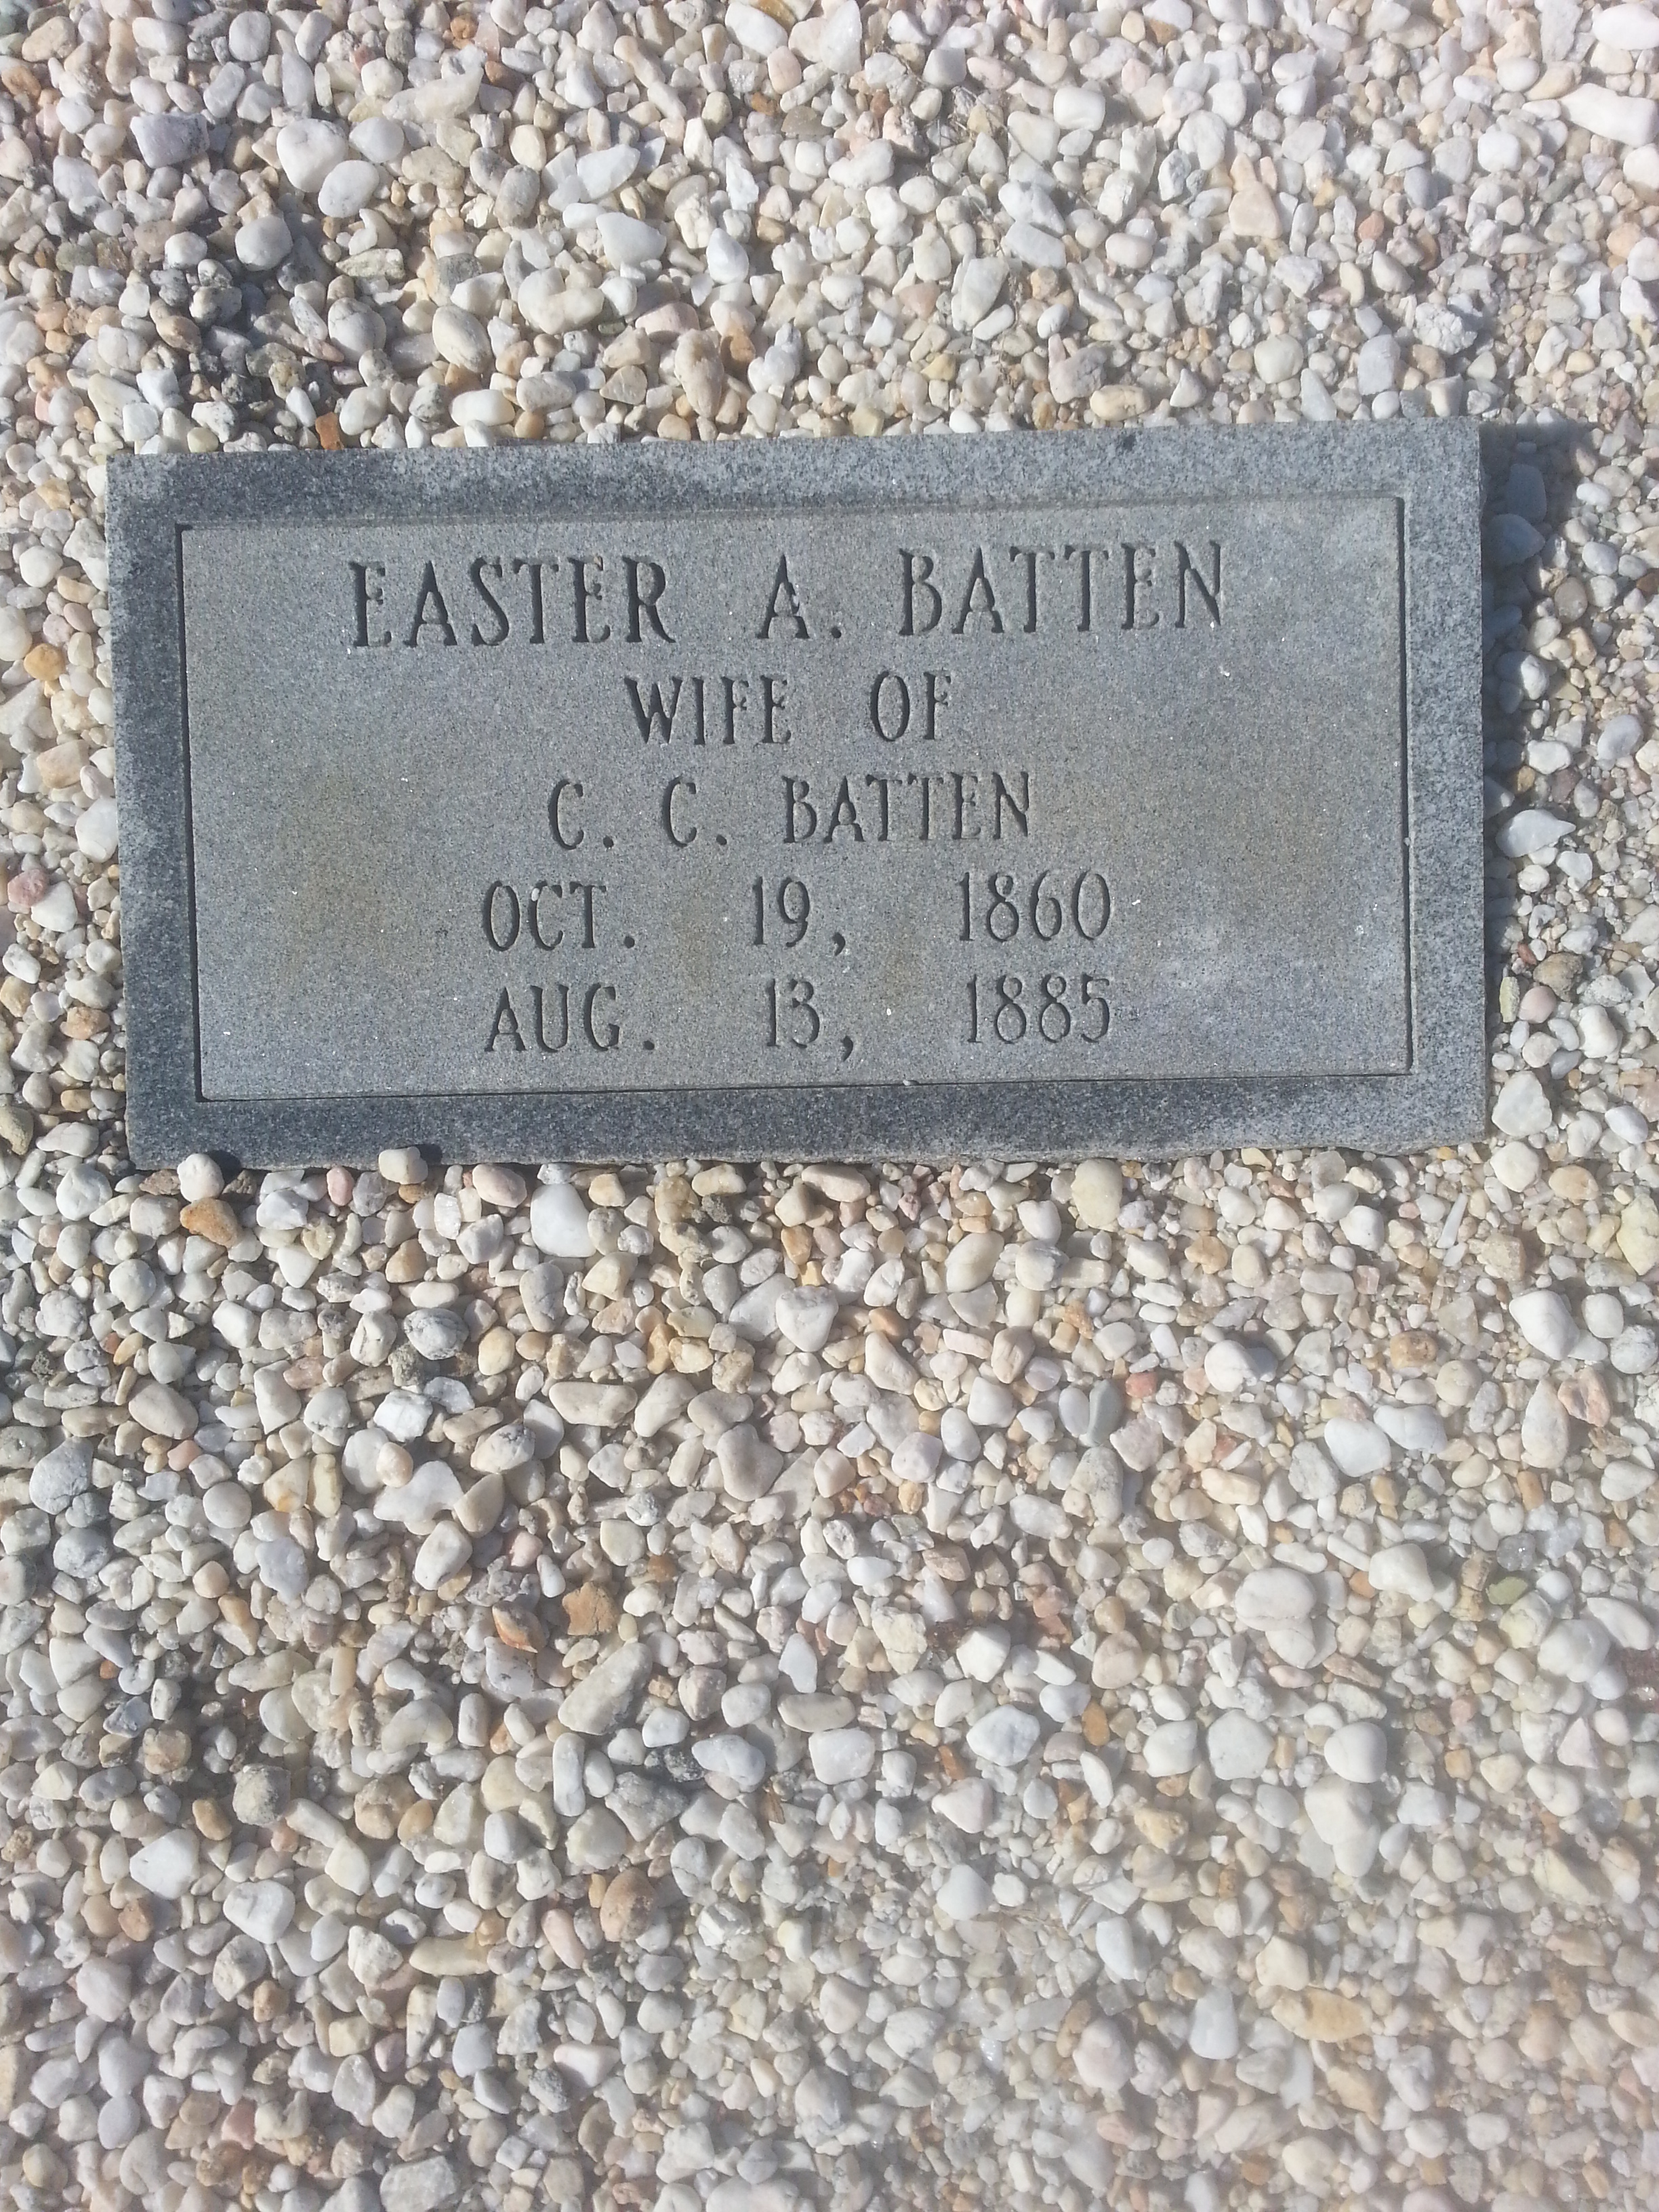 EASTER A. BATTEN
WIFE OF
C. C. BATTEN
OCT. 19, 1860
AUG. 13, 1885